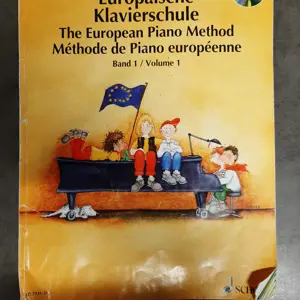 Europäische
Klavierschule
The European Piano Method
Méthode de Piano européenne
Band 1 / Volume 1